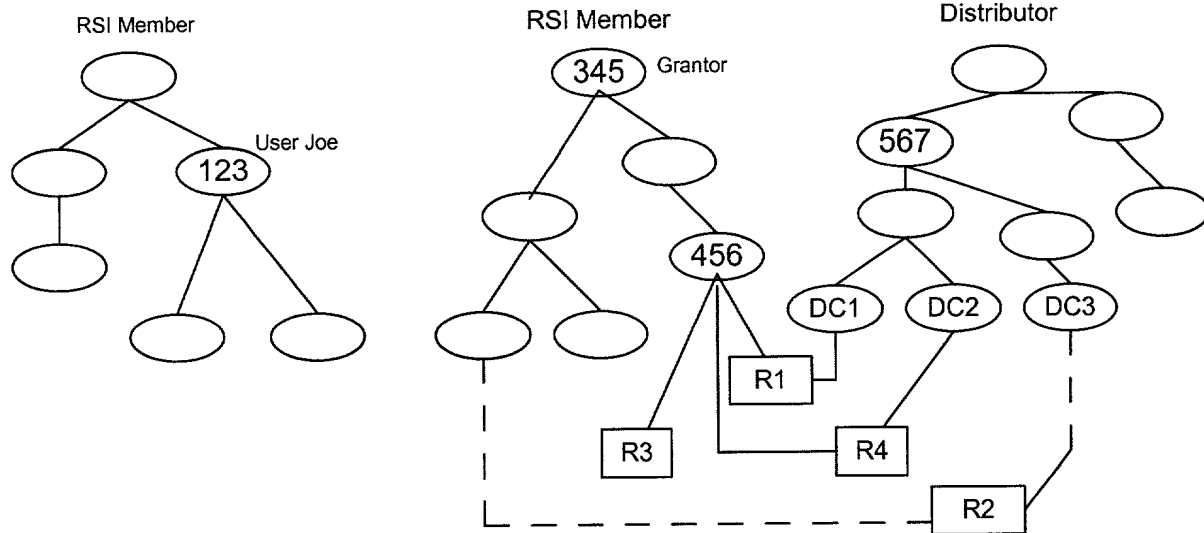 RSI Member
RSI Member
Distributor
345
Grantor
User Joe
123
567
456
DC1
DC2
DC3
R1
R3
R4
R2